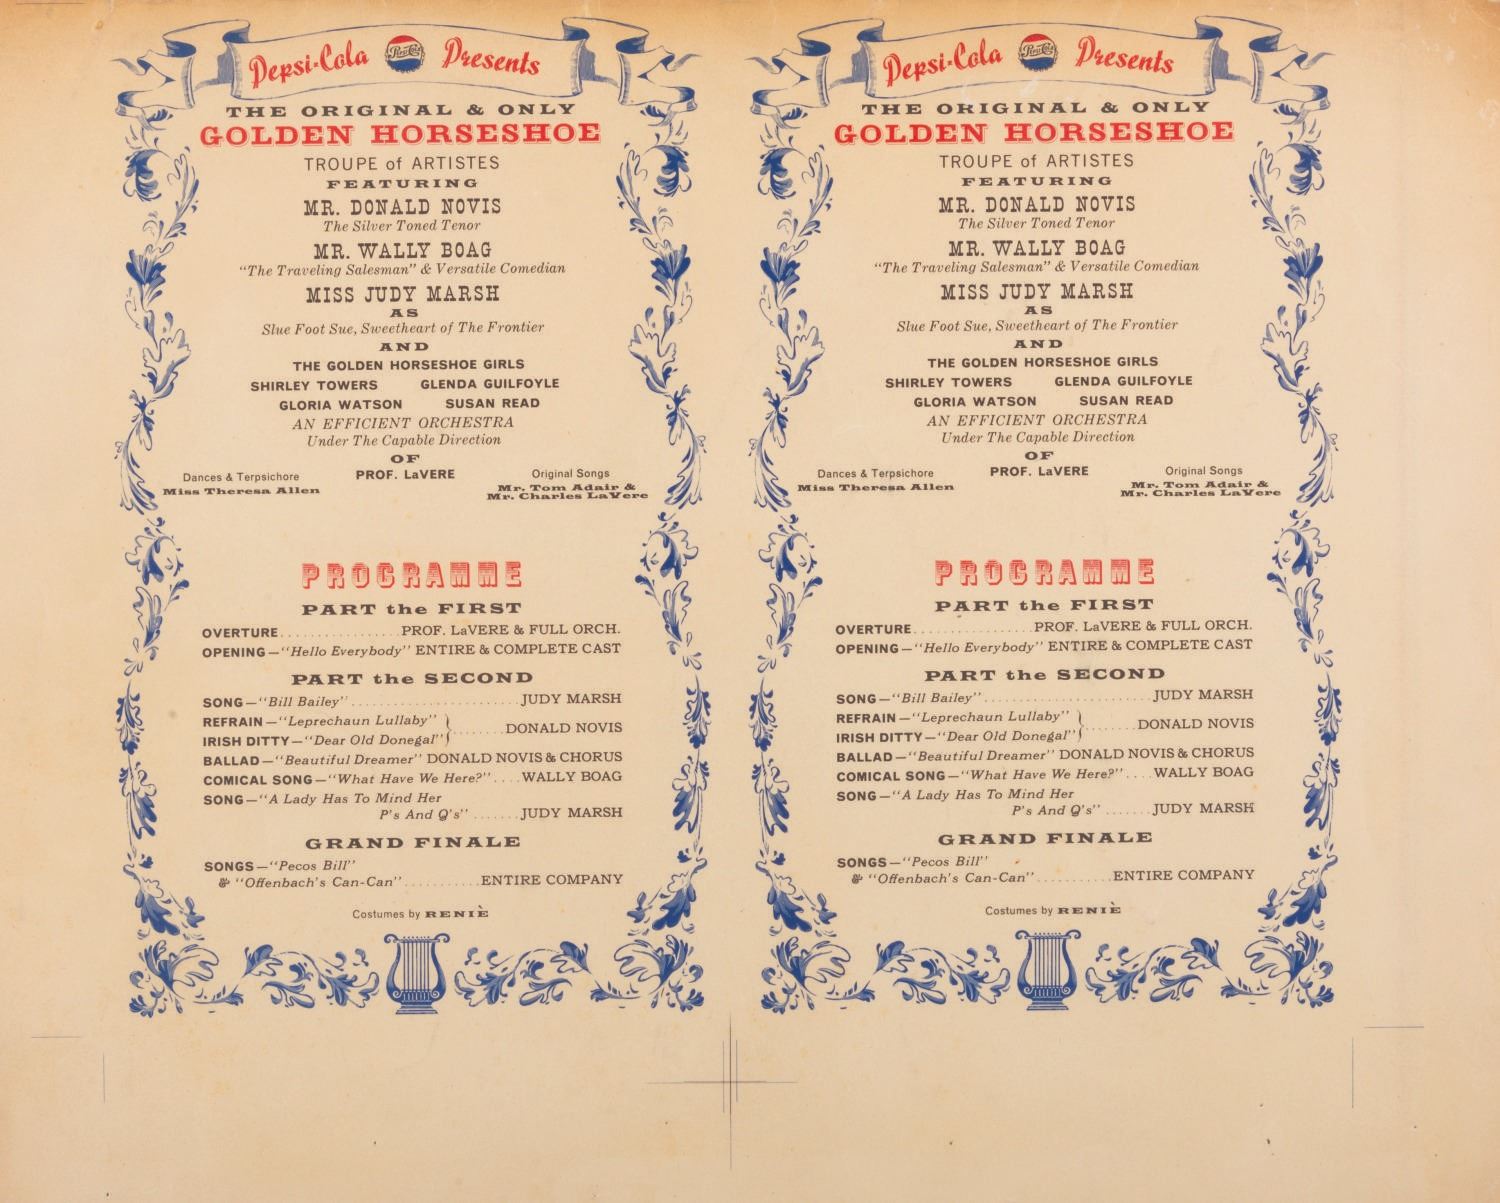 Pepsi-Cola Pepsi-Cola Presents
THE ORIGINAL & ONLY
GOLDEN HORSESHOE
TROUPE of ARTISTES
FEATURING
MR. DONALD NOVIS
The Silver Toned Tenor
MR. WALLY BOAG
"The Traveling Salesman" & Versatile Comedian
MISS JUDY MARSH
AS
Slue Foot Sue, Sweetheart of The Frontier
AND
THE GOLDEN HORSESHOE GIRLS
SHIRLEY TOWERS GLENDA GUILFOYLE
GLORIA WATSON SUSAN READ
AN EFFICIENT ORCHESTRA
Under The Capable Direction
OF
PROF. LaVERE
Dances & Terpsichore
Miss Theresa Allen
Original Songs
Mr. Tom Adair &
Mr. Charles LaVere
PROGRAMME
PART the FIRST
OVERTURE.................PROF. LaVERE & FULL ORCH.
OPENING—"Hello Everybody" ENTIRE & COMPLETE CAST
PART the SECOND
SONG—"Bill Bailey".......................JUDY MARSH
REFRAIN—"Leprechaun Lullaby"
IRISH DITTY—"Dear Old Donegal" } .......DONALD NOVIS
BALLAD—"Beautiful Dreamer" DONALD NOVIS & CHORUS
COMICAL SONG—"What Have We Here?"....WALLY BOAG
SONG—"A Lady Has To Mind Her
P's And Q's".......JUDY MARSH
GRAND FINALE
SONGS—"Pecos Bill"
& "Offenbach's Can-Can"...........ENTIRE COMPANY
Costumes by RENIÈ
Pepsi-Cola Pepsi-Cola Presents
THE ORIGINAL & ONLY
GOLDEN HORSESHOE
TROUPE of ARTISTES
FEATURING
MR. DONALD NOVIS
The Silver Toned Tenor
MR. WALLY BOAG
"The Traveling Salesman" & Versatile Comedian
MISS JUDY MARSH
AS
Slue Foot Sue, Sweetheart of The Frontier
AND
THE GOLDEN HORSESHOE GIRLS
SHIRLEY TOWERS GLENDA GUILFOYLE
GLORIA WATSON SUSAN READ
AN EFFICIENT ORCHESTRA
Under The Capable Direction
OF
PROF. LaVERE
Dances & Terpsichore
Miss Theresa Allen
Original Songs
Mr. Tom Adair &
Mr. Charles LaVere
PROGRAMME
PART the FIRST
OVERTURE.................PROF. LaVERE & FULL ORCH.
OPENING—"Hello Everybody" ENTIRE & COMPLETE CAST
PART the SECOND
SONG—"Bill Bailey".......................JUDY MARSH
REFRAIN—"Leprechaun Lullaby"
IRISH DITTY—"Dear Old Donegal" } .......DONALD NOVIS
BALLAD—"Beautiful Dreamer" DONALD NOVIS & CHORUS
COMICAL SONG—"What Have We Here?"....WALLY BOAG
SONG—"A Lady Has To Mind Her
P's And Q's".......JUDY MARSH
GRAND FINALE
SONGS—"Pecos Bill"
& "Offenbach's Can-Can"...........ENTIRE COMPANY
Costumes by RENIÈ